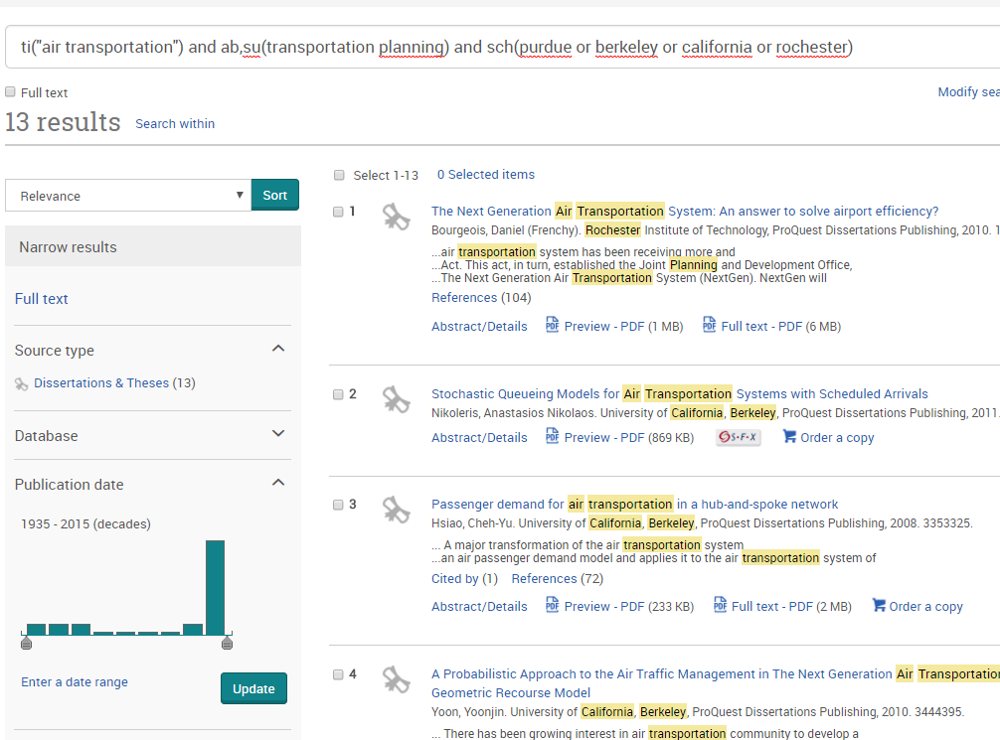 ti("air transportation") and ab,su(transportation planning) and sch(purdue or berkeley or california or rochester)
Full text
Modify sea
13 results
Search within
Relevance
Sort
Narrow results
Full text
Source type
Dissertations & Theses (13)
Database
Publication date
1935 - 2015 (decades)
Enter a date range
Update
Select 1-13
0 Selected items
1
The Next Generation Air Transportation System: An answer to solve airport efficiency?
Bourgeois, Daniel (Frenchy). Rochester Institute of Technology, ProQuest Dissertations Publishing, 2010. 1
...air transportation system has been receiving more and
...Act. This act, in turn, established the Joint Planning and Development Office,
...The Next Generation Air Transportation System (NextGen). NextGen will
References (104)
Abstract/Details
PDF Preview - PDF (1 MB)
PDF Full text - PDF (6 MB)
2
Stochastic Queueing Models for Air Transportation Systems with Scheduled Arrivals
Nikoleris, Anastasios Nikolaos. University of California, Berkeley, ProQuest Dissertations Publishing, 2011.
Abstract/Details
PDF Preview - PDF (869 KB)
S·F·X
Order a copy
3
Passenger demand for air transportation in a hub-and-spoke network
Hsiao, Cheh-Yu. University of California, Berkeley, ProQuest Dissertations Publishing, 2008. 3353325.
... A major transformation of the air transportation system
...an air passenger demand model and applies it to the air transportation system of
Cited by (1)
References (72)
Abstract/Details
PDF Preview - PDF (233 KB)
PDF Full text - PDF (2 MB)
Order a copy
4
A Probabilistic Approach to the Air Traffic Management in The Next Generation Air Transportation
Geometric Recourse Model
Yoon, Yoonjin. University of California, Berkeley, ProQuest Dissertations Publishing, 2010. 3444395.
... There has been growing interest in air transportation community to develop a